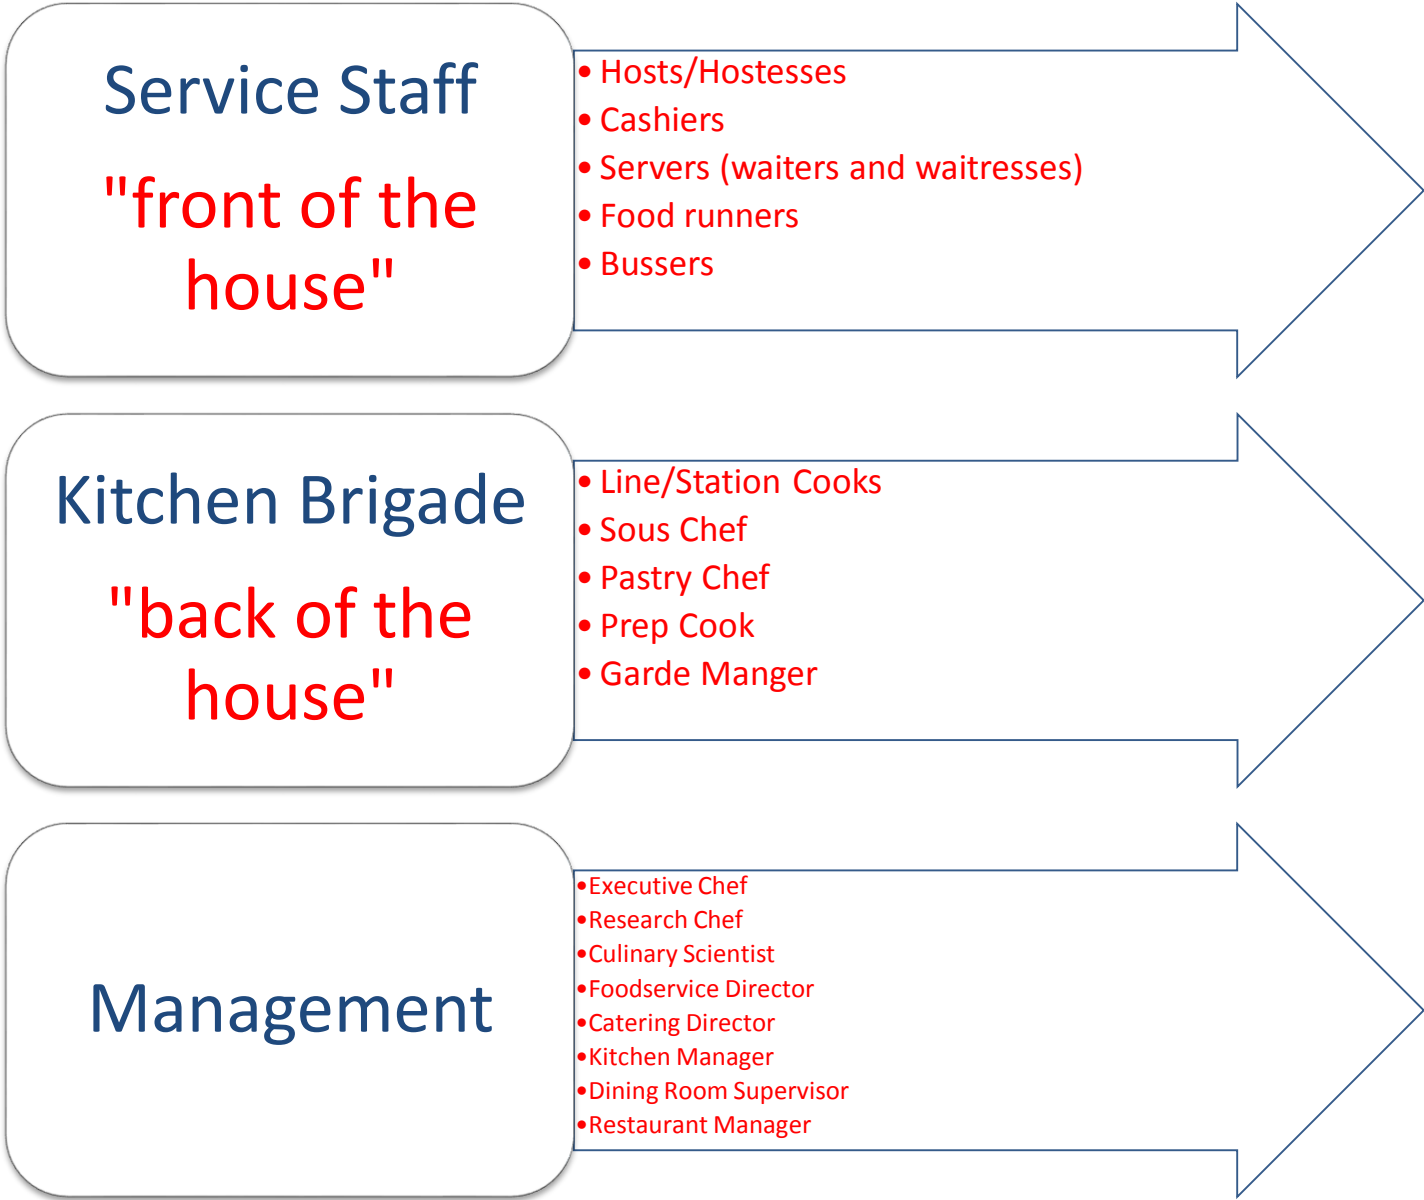 Service Staff
"front of the
house"
• Hosts/Hostesses
• Cashiers
• Servers (waiters and waitresses)
• Food runners
• Bussers
Kitchen Brigade
"back of the
house"
• Line/Station Cooks
• Sous Chef
• Pastry Chef
• Prep Cook
• Garde Manger
Management
•Executive Chef
•Research Chef
•Culinary Scientist
•Foodservice Director
•Catering Director
•Kitchen Manager
•Dining Room Supervisor
•Restaurant Manager